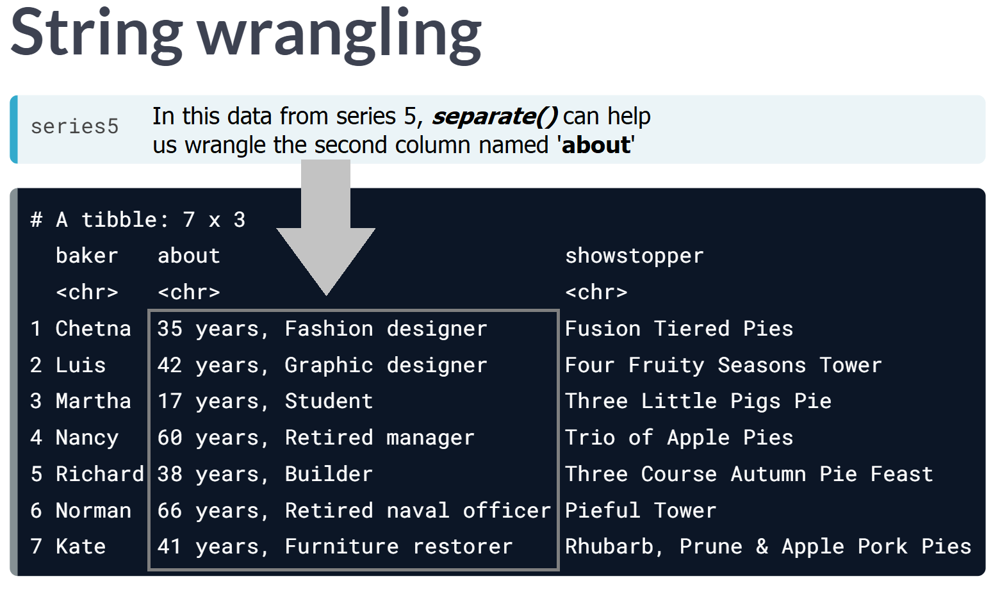 String wrangling
series5
In this data from series 5, separate() can help
us wrangle the second column named 'about'
# A tibble: 7 x 3
baker about showstopper
<chr> <chr> <chr>
1 Chetna 35 years, Fashion designer Fusion Tiered Pies
2 Luis 42 years, Graphic designer Four Fruity Seasons Tower
3 Martha 17 years, Student Three Little Pigs Pie
4 Nancy 60 years, Retired manager Trio of Apple Pies
5 Richard 38 years, Builder Three Course Autumn Pie Feast
6 Norman 66 years, Retired naval officer Pieful Tower
7 Kate 41 years, Furniture restorer Rhubarb, Prune & Apple Pork Pies